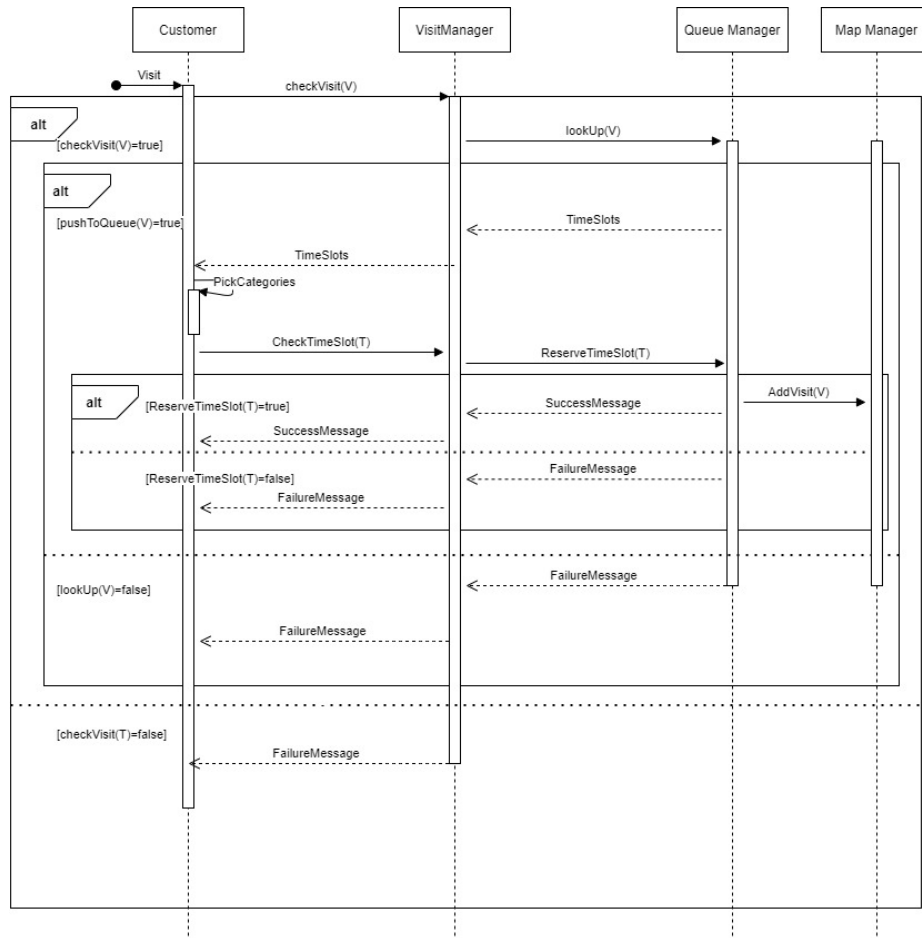 Customer
VisitManager
Queue Manager
Map Manager
Visit
checkVisit(V)
alt
[checkVisit(V)=true]
lookUp(V)
alt
[pushToQueue(V)=true]
TimeSlots
TimeSlots
PickCategories
CheckTimeSlot(T)
ReserveTimeSlot(T)
alt
[ReserveTimeSlot(T)=true]
SuccessMessage
AddVisit(V)
SuccessMessage
[ReserveTimeSlot(T)=false]
FailureMessage
FailureMessage
FailureMessage
[lookUp(V)=false]
FailureMessage
[checkVisit(T)=false]
FailureMessage